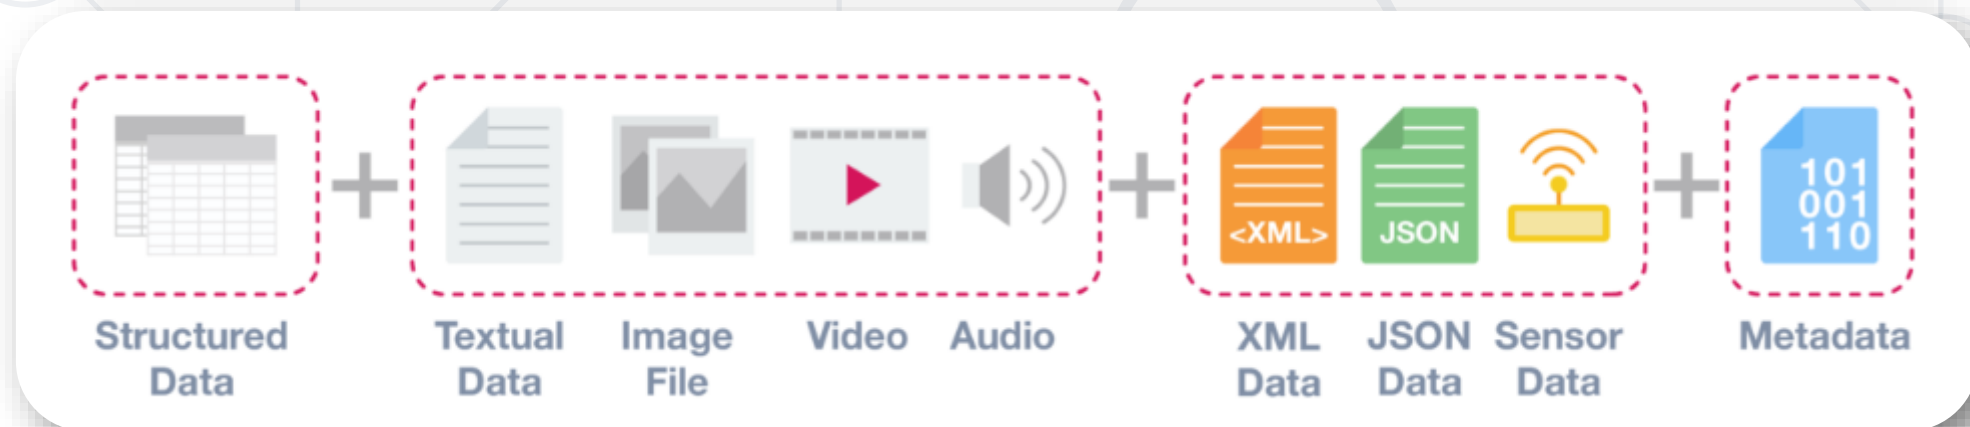 <XML>
JSON
101
001
110
Structured Data
Textual Data
Image File
Video
Audio
XML Data
JSON Data
Sensor Data
Metadata